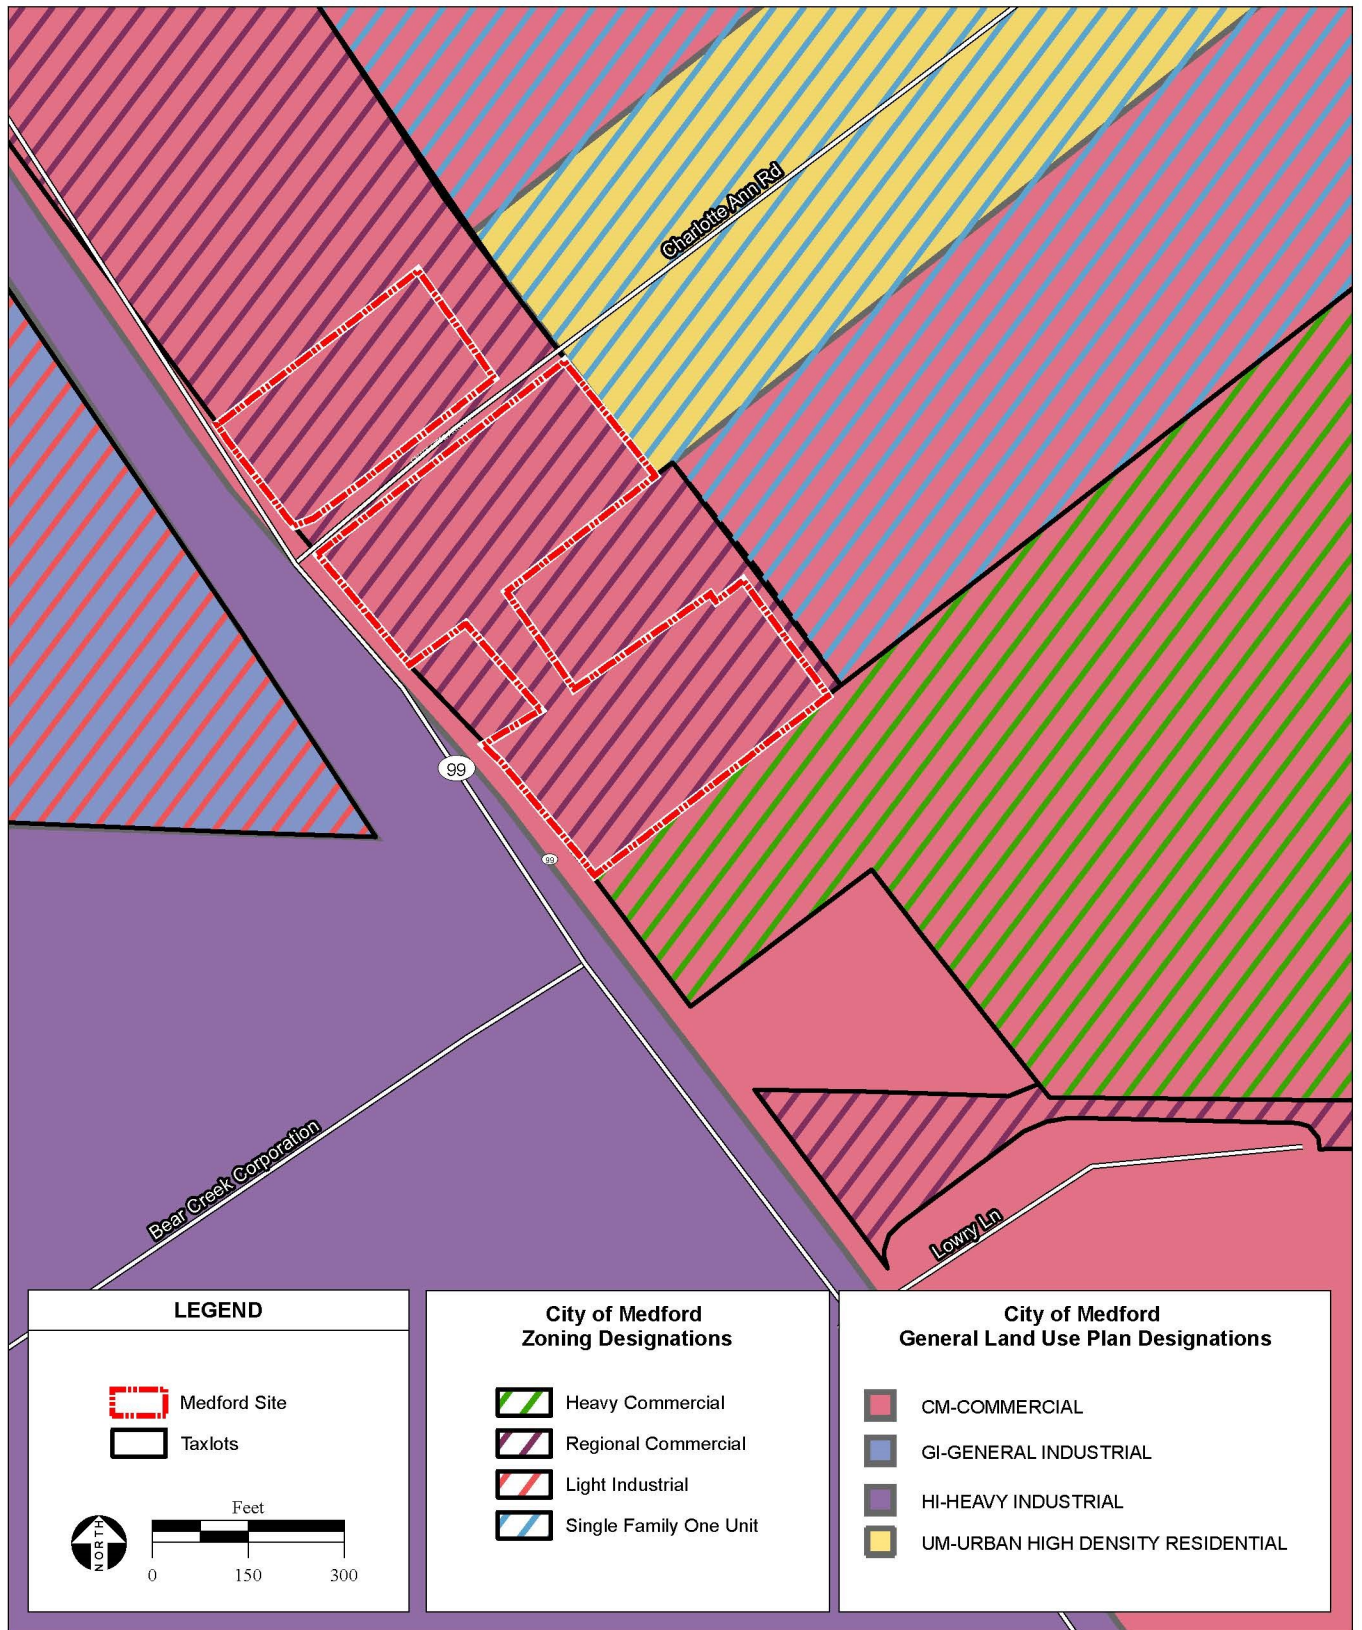 Charlotte Ann Rd
99
99
Bear Creek Corporation
Lowry Ln
LEGEND
Medford Site
Taxlots
Feet
NORTH
0 150 300
City of Medford
Zoning Designations
Heavy Commercial
Regional Commercial
Light Industrial
Single Family One Unit
City of Medford
General Land Use Plan Designations
CM-COMMERCIAL
GI-GENERAL INDUSTRIAL
HI-HEAVY INDUSTRIAL
UM-URBAN HIGH DENSITY RESIDENTIAL